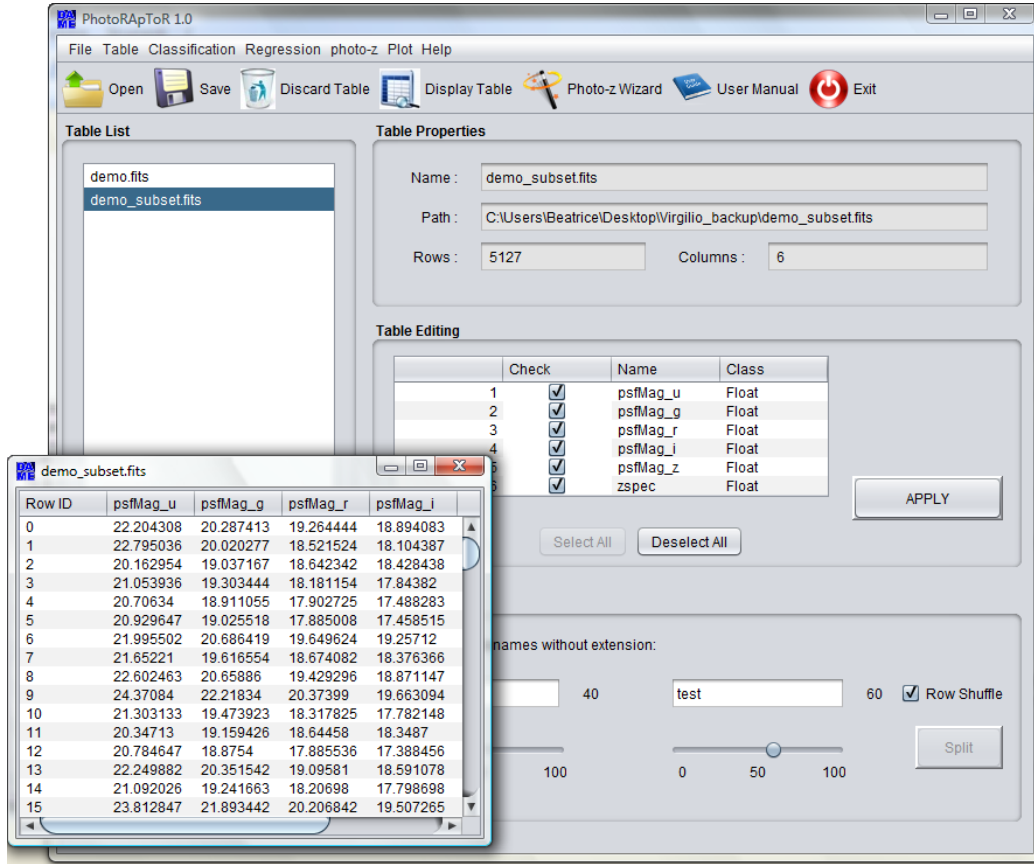 DAME PhotoRApToR 1.0
File Table Classification Regression photo-z Plot Help
Open Save Discard Table Display Table Photo-z Wizard User Manual Exit
Table List
demo.fits
demo_subset.fits
Table Properties
Name : demo_subset.fits
Path : C:\Users\Beatrice\Desktop\Virgilio_backup\demo_subset.fits
Rows : 5127 Columns : 6
Table Editing
Check Name Class
1 psfMag_u Float
2 psfMag_g Float
3 psfMag_r Float
4 psfMag_i Float
5 psfMag_z Float
6 zspec Float
APPLY
Select All Deselect All
names without extension:
40 test 60 Row Shuffle
100 0 50 100
Split
DAME demo_subset.fits
Row ID psfMag_u psfMag_g psfMag_r psfMag_i
0 22.204308 20.287413 19.264444 18.894083
1 22.795036 20.020277 18.521524 18.104387
2 20.162954 19.037167 18.642342 18.428438
3 21.053936 19.303444 18.181154 17.84382
4 20.70634 18.911055 17.902725 17.488283
5 20.929647 19.025518 17.885008 17.458515
6 21.995502 20.686419 19.649624 19.25712
7 21.65221 19.616554 18.674082 18.376366
8 22.602463 20.65886 19.429296 18.871147
9 24.37084 22.21834 20.37399 19.663094
10 21.303133 19.473923 18.317825 17.782148
11 20.34713 19.159426 18.64458 18.3487
12 20.784647 18.8754 17.885536 17.388456
13 22.249882 20.351542 19.09581 18.591078
14 21.092026 19.241663 18.20698 17.798698
15 23.812847 21.893442 20.206842 19.507265